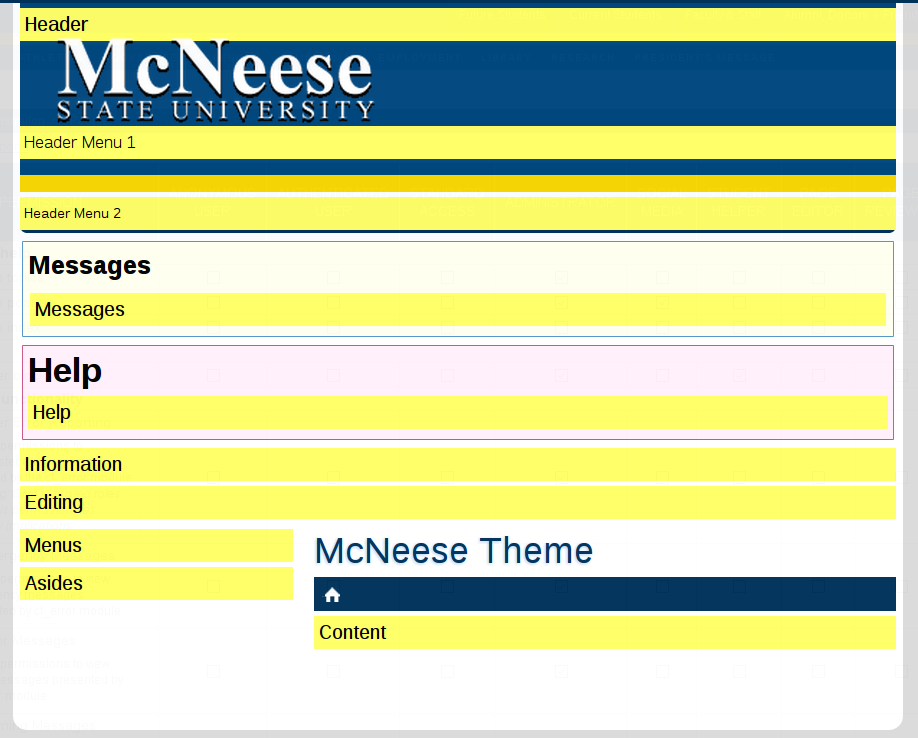 Header
McNeese
STATE UNIVERSITY
Header Menu 1
Header Menu 2
Messages
Messages
Help
Help
Information
Editing
Menus
Asides
McNeese Theme
Content